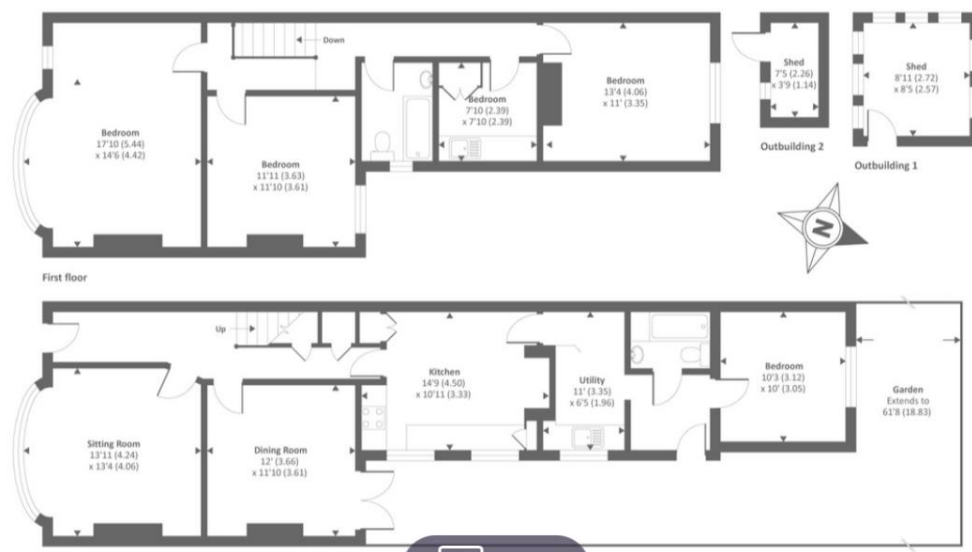 Down
Bedroom
17'10 (5.44)
x 14'6 (4.42)
Bedroom
11'11 (3.63)
x 11'10 (3.61)
Bedroom
7'10 (2.39)
x 7'10 (2.39)
Bedroom
13'4 (4.06)
x 11' (3.35)
Shed
7'5 (2.26)
x 3'9 (1.14)
Outbuilding 2
Shed
8'11 (2.72)
x 8'5 (2.57)
Outbuilding 1
N
First floor
Up
Sitting Room
13'11 (4.24)
x 13'4 (4.06)
Dining Room
12' (3.66)
x 11'10 (3.61)
Kitchen
14'9 (4.50)
x 10'11 (3.33)
Utility
11' (3.35)
x 6'5 (1.96)
Bedroom
10'3 (3.12)
x 10' (3.05)
Garden
Extends to
61'8 (18.83)